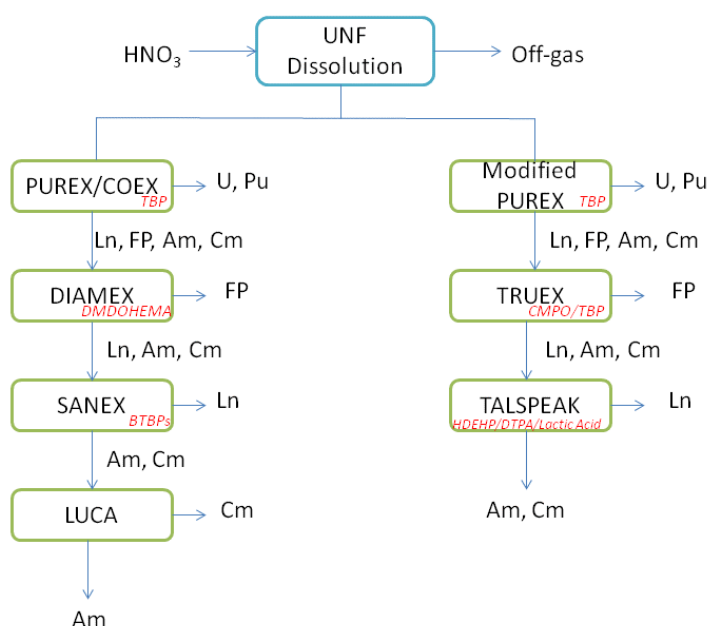 HNO₃
UNF
Dissolution
Off-gas
PUREX/COEX
TBP
U, Pu
Ln, FP, Am, Cm
DIAMEX
DMDOHEMA
FP
Ln, Am, Cm
SANEX
BTBPs
Ln
Am, Cm
LUCA
Cm
Am
Modified
PUREX
TBP
U, Pu
Ln, FP, Am, Cm
TRUEX
CMPO/TBP
FP
Ln, Am, Cm
TALSPEAK
HDEHP/DTPA/Lactic Acid
Ln
Am, Cm